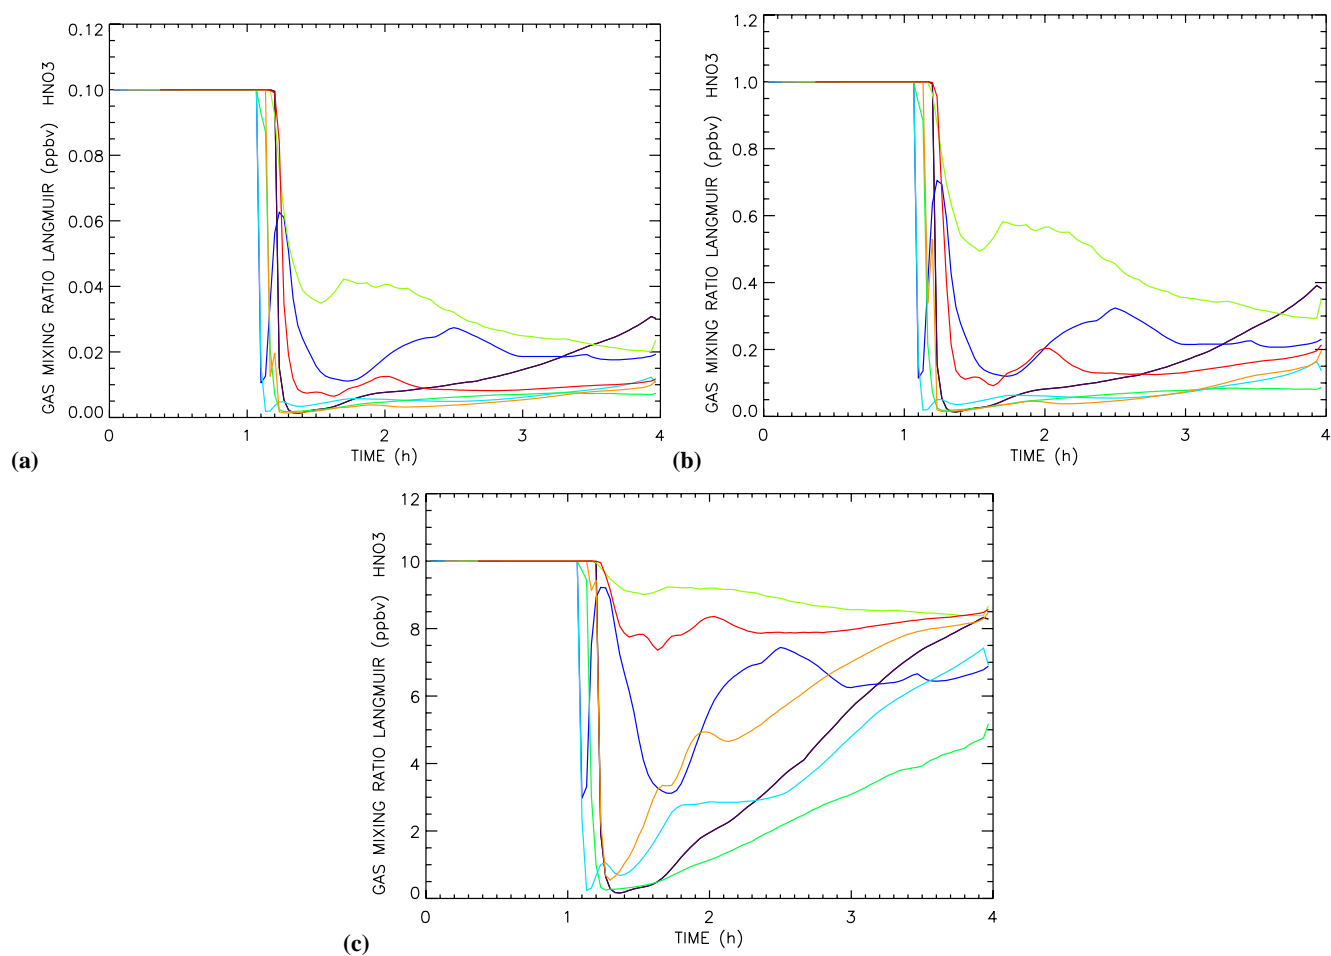 0.12
0.10
0.08
0.06
0.04
0.02
0.00
GAS MIXING RATIO LANGMUIR (ppbv) HNO3
0 1 2 3 4
TIME (h)
(a)
1.2
1.0
0.8
0.6
0.4
0.2
0.0
GAS MIXING RATIO LANGMUIR (ppbv) HNO3
0 1 2 3 4
TIME (h)
(b)
12
10
8
6
4
2
0
GAS MIXING RATIO LANGMUIR (ppbv) HNO3
0 1 2 3 4
TIME (h)
(c)